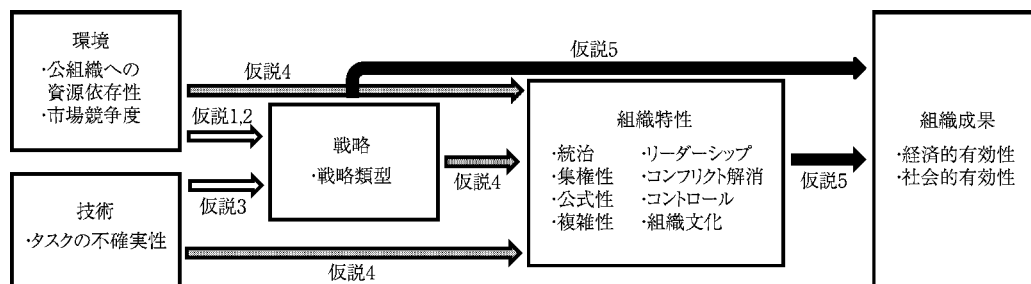 環境
・公組織への
資源依存性
・市場競争度
技術
・タスクの不確実性
仮説4
仮説1,2
仮説3
仮説4
戦略
・戦略類型
仮説5
仮説4
組織特性
・統治
・集権性
・公式性
・複雑性
・リーダーシップ
・コンフリクト解消
・コントロール
・組織文化
仮説5
組織成果
・経済的有効性
・社会的有効性